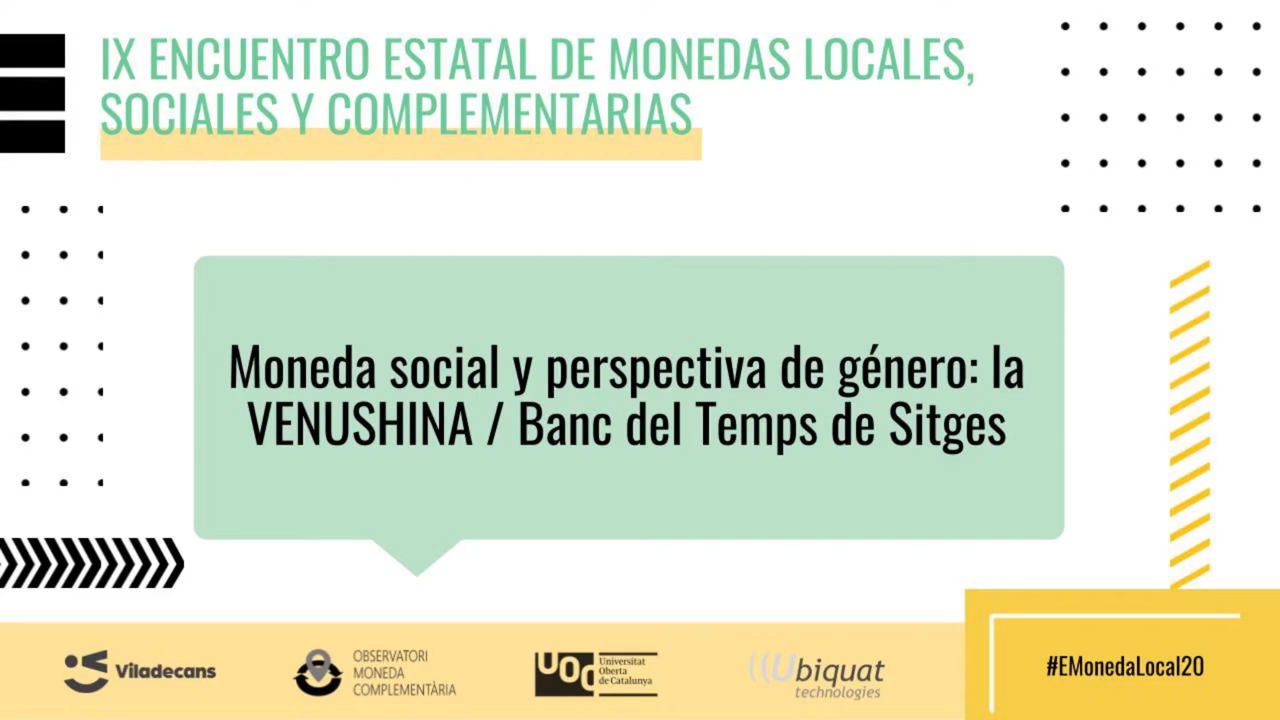 IX ENCUENTRO ESTATAL DE MONEDAS LOCALES,
SOCIALES Y COMPLEMENTARIAS
Moneda social y perspectiva de género: la
VENUSHINA / Banc del Temps de Sitges
Viladecans
OBSERVATORI
MONEDA
COMPLEMENTÀRIA
UOC
Universitat
Oberta
de Catalunya
Ubiquat
technologies
#EMonedaLocal20